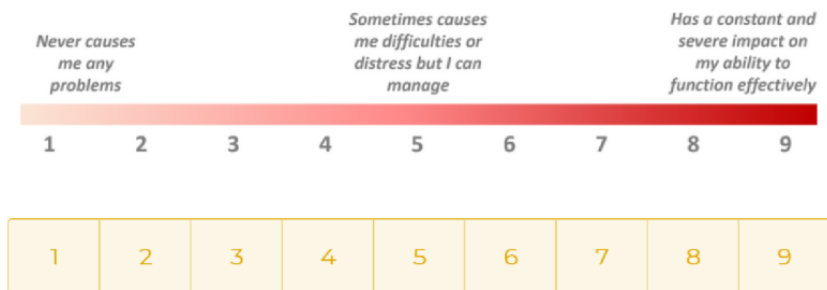 Never causes
me any
problems
Sometimes causes
me difficulties or
distress but I can
manage
Has a constant and
severe impact on
my ability to
function effectively
1 2 3 4 5 6 7 8 9
1 2 3 4 5 6 7 8 9